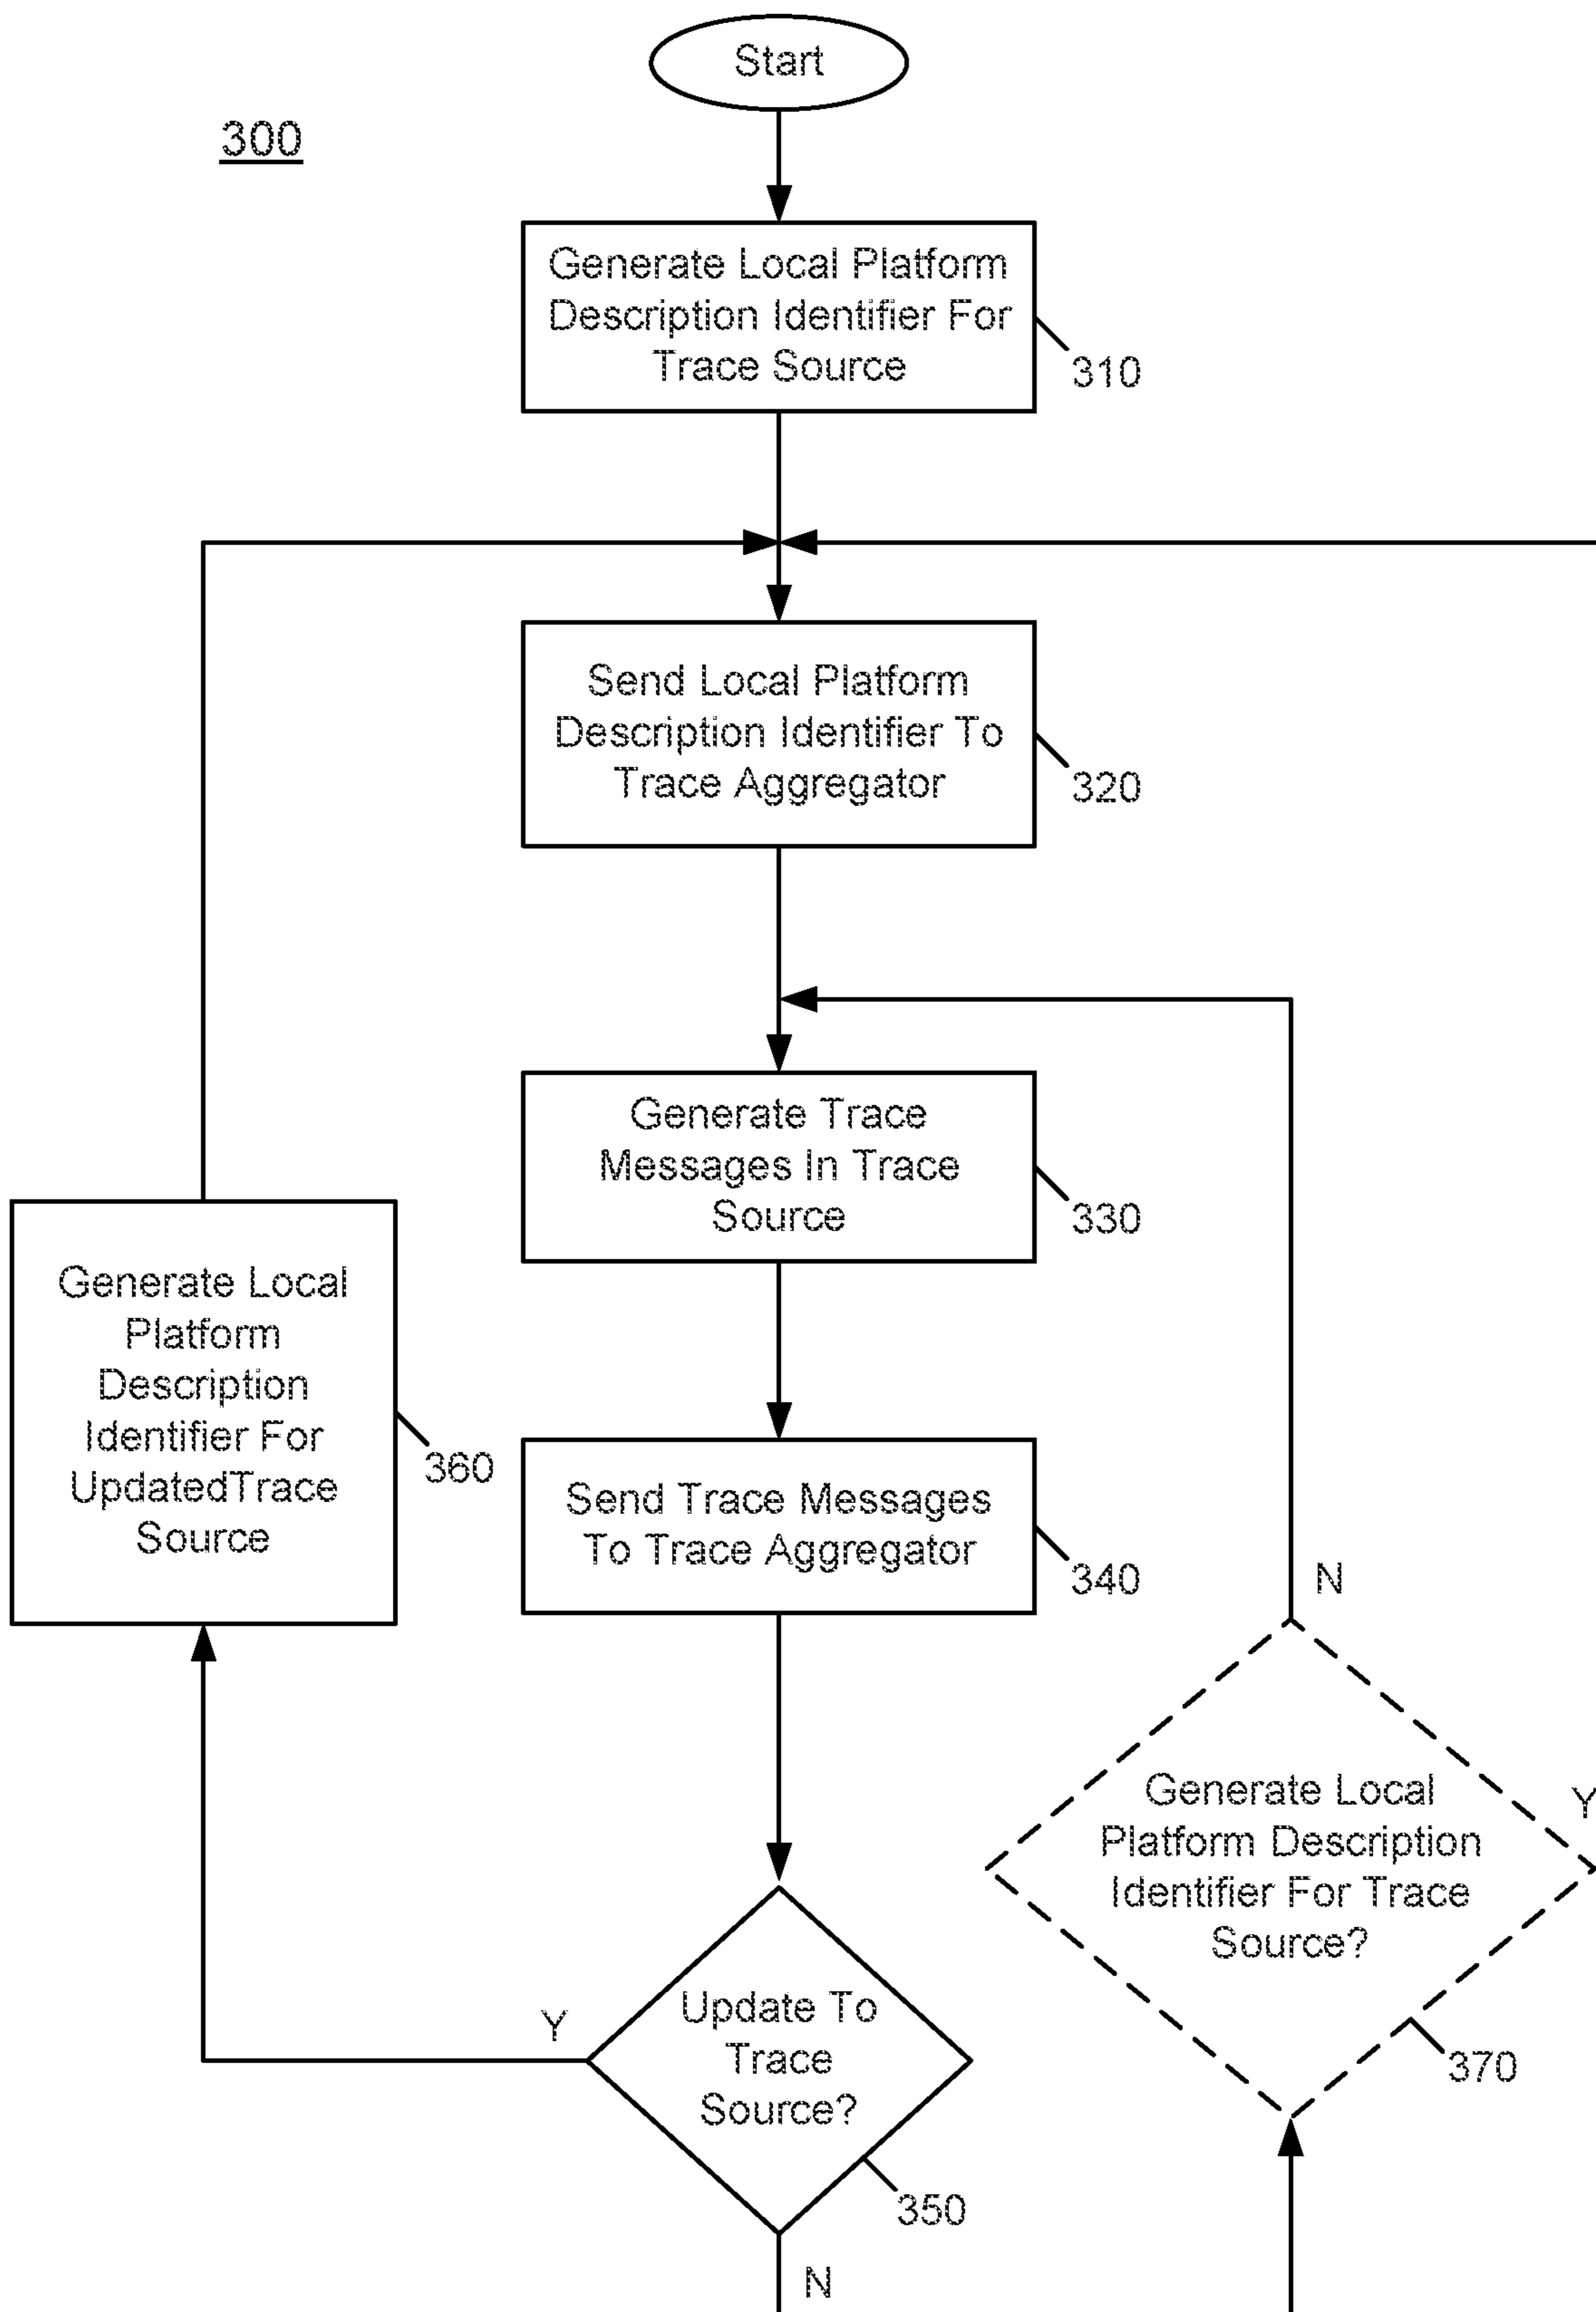 Start
300
Generate Local Platform
Description Identifier For
Trace Source
310
Send Local Platform
Description Identifier To
Trace Aggregator
320
Generate Trace
Messages In Trace
Source
330
Generate Local
Platform
Description
Identifier For
UpdatedTrace
Source
360
Send Trace Messages
To Trace Aggregator
340
N
Generate Local
Platform Description
Identifier For Trace
Source?
Y
370
Update To
Trace
Source?
Y
350
N